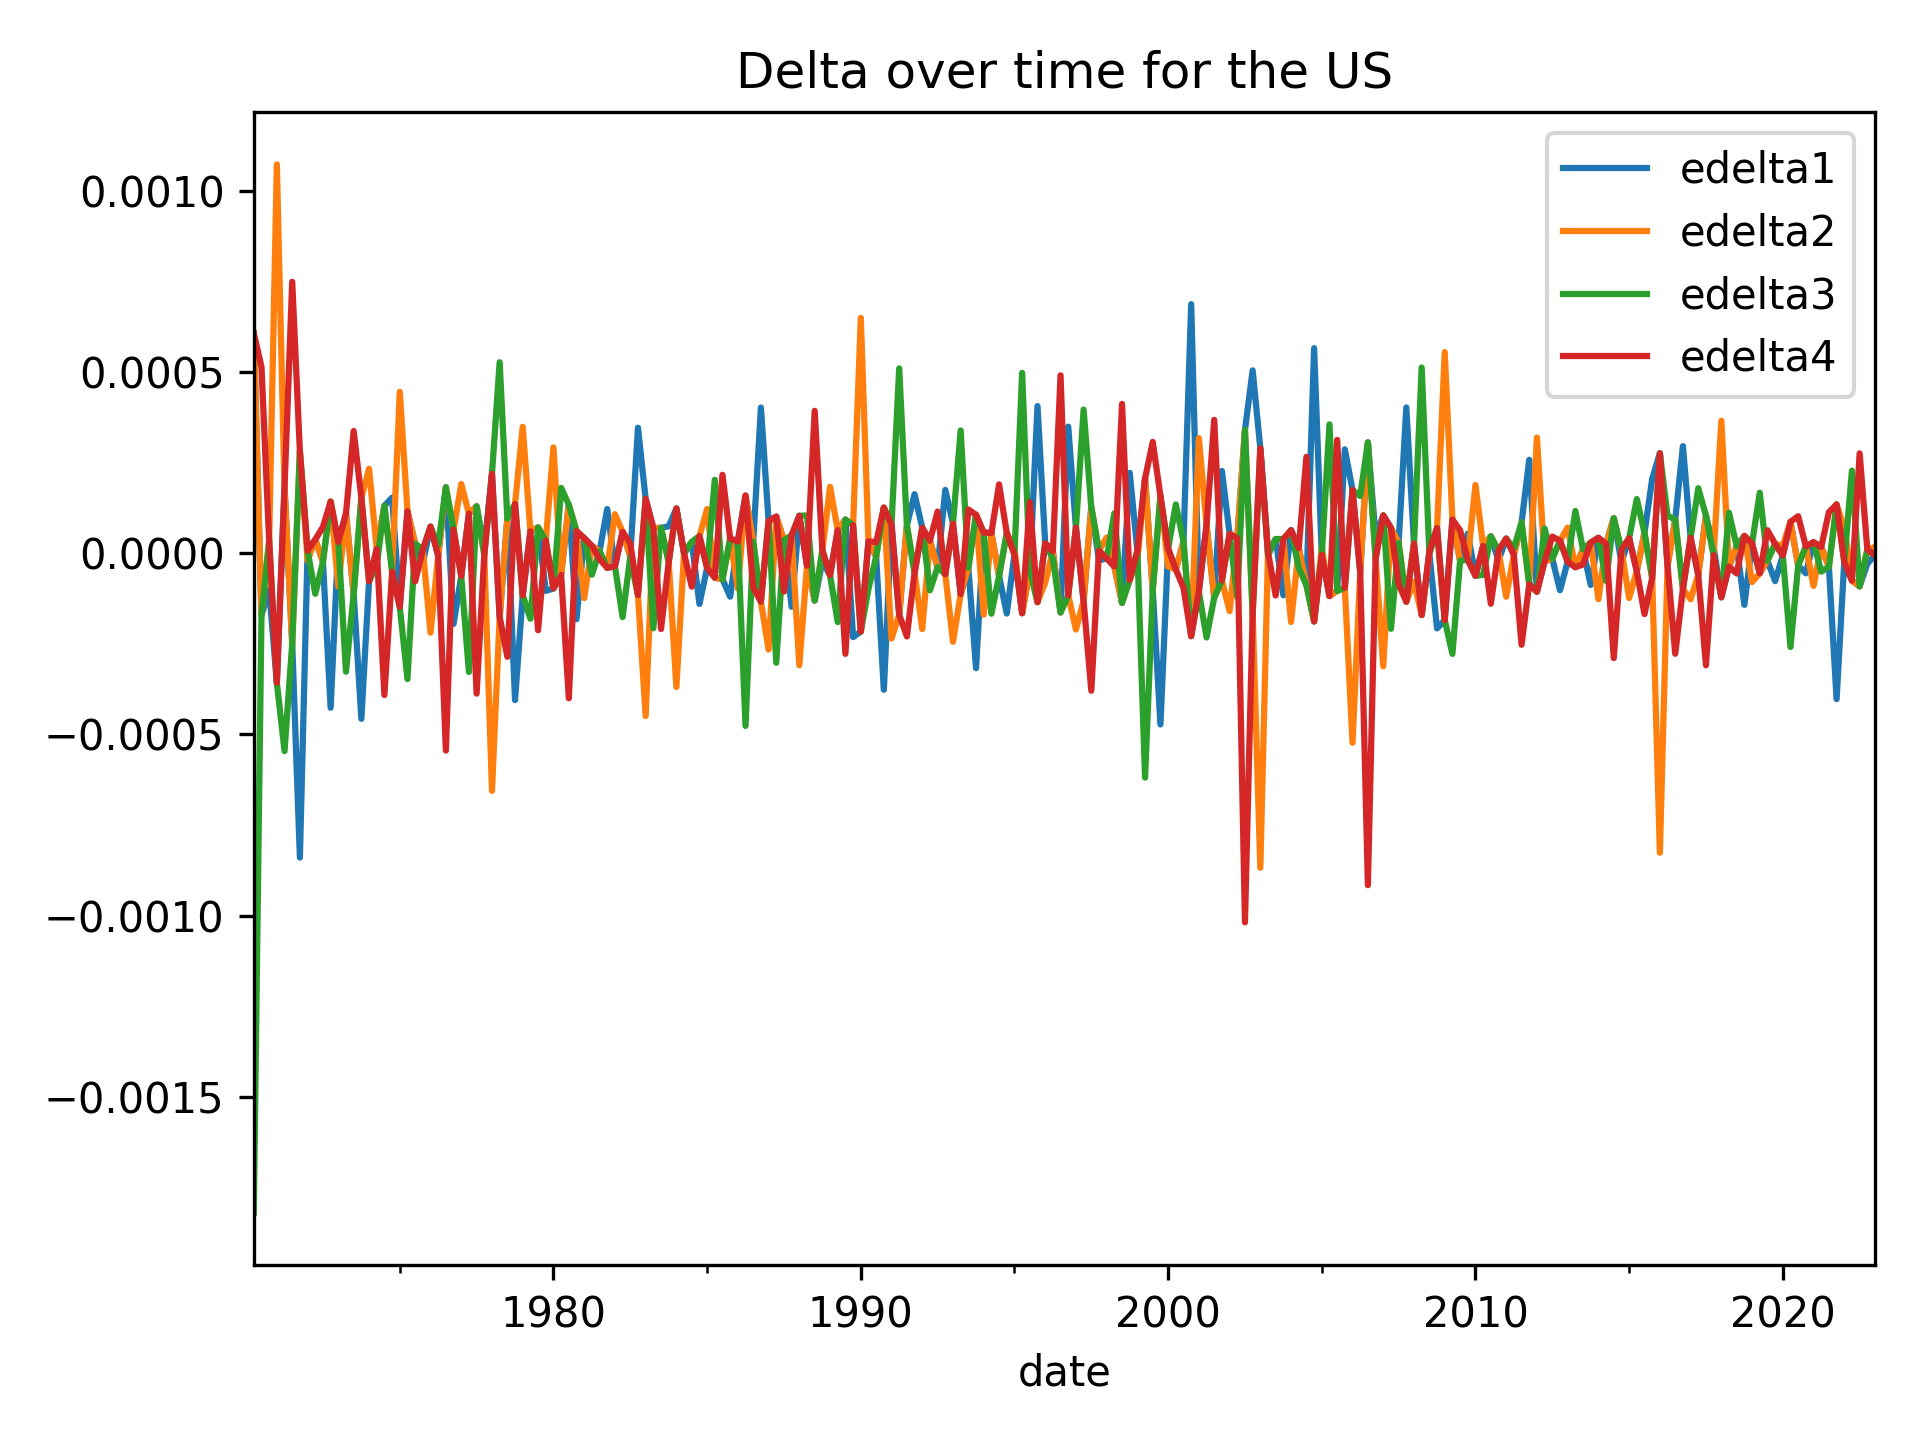 Delta over time for the US
edelta1
edelta2
edelta3
edelta4
0.0010
0.0005
0.0000
−0.0005
−0.0010
−0.0015
1980 1990 2000 2010 2020
date